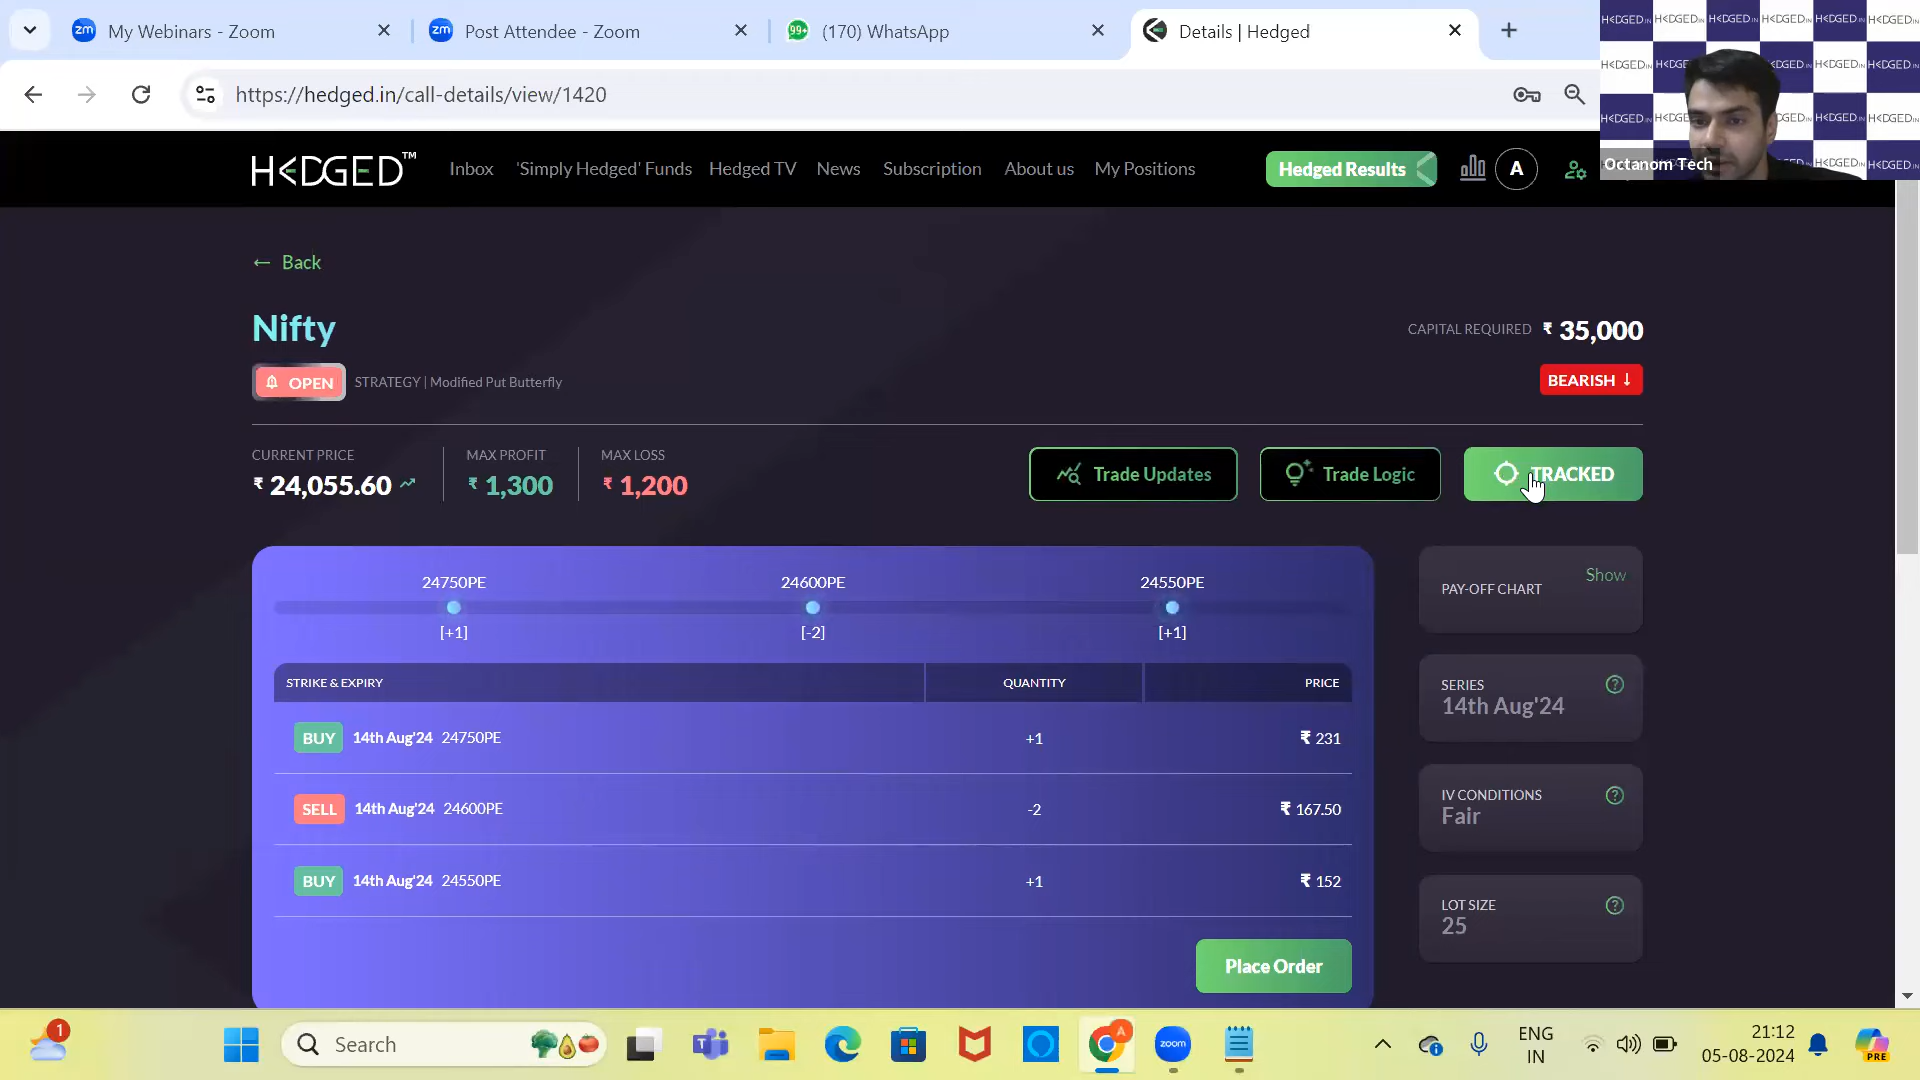 My Webinars - Zoom
Post Attendee - Zoom
99+
(170) WhatsApp
Details | Hedged
https://hedged.in/call-details/view/1420
HEDGED™
Inbox
'Simply Hedged' Funds
Hedged TV
News
Subscription
About us
My Positions
Hedged Results
A
Octanom Tech
← Back
Nifty
CAPITAL REQUIRED ₹ 35,000
OPEN
STRATEGY | Modified Put Butterfly
BEARISH ↓
CURRENT PRICE
₹ 24,055.60
MAX PROFIT
₹ 1,300
MAX LOSS
₹ 1,200
Trade Updates
Trade Logic
TRACKED
24750PE
24600PE
24550PE
[+1]
[-2]
[+1]
STRIKE & EXPIRY
QUANTITY
PRICE
BUY 14th Aug'24 24750PE +1 ₹ 231
SELL 14th Aug'24 24600PE -2 ₹ 167.50
BUY 14th Aug'24 24550PE +1 ₹ 152
Place Order
PAY-OFF CHART
Show
SERIES
14th Aug'24
IV CONDITIONS
Fair
LOT SIZE
25
1
Search
A
zoom
ENG
IN
21:12
05-08-2024
PRE